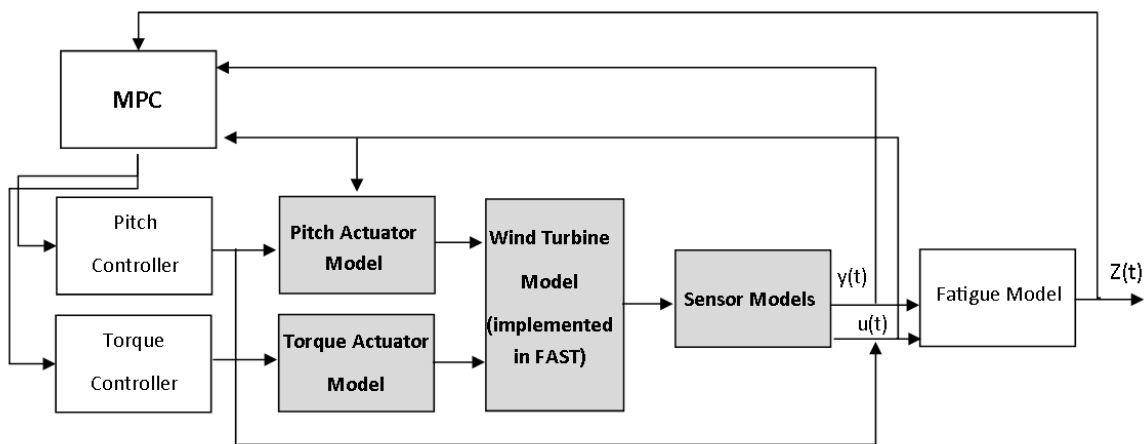 MPC
Pitch
Controller
Pitch Actuator
Model
Wind Turbine
Model
(implemented
in FAST)
Sensor Models
y(t)
u(t)
Fatigue Model
Z(t)
Torque
Controller
Torque Actuator
Model